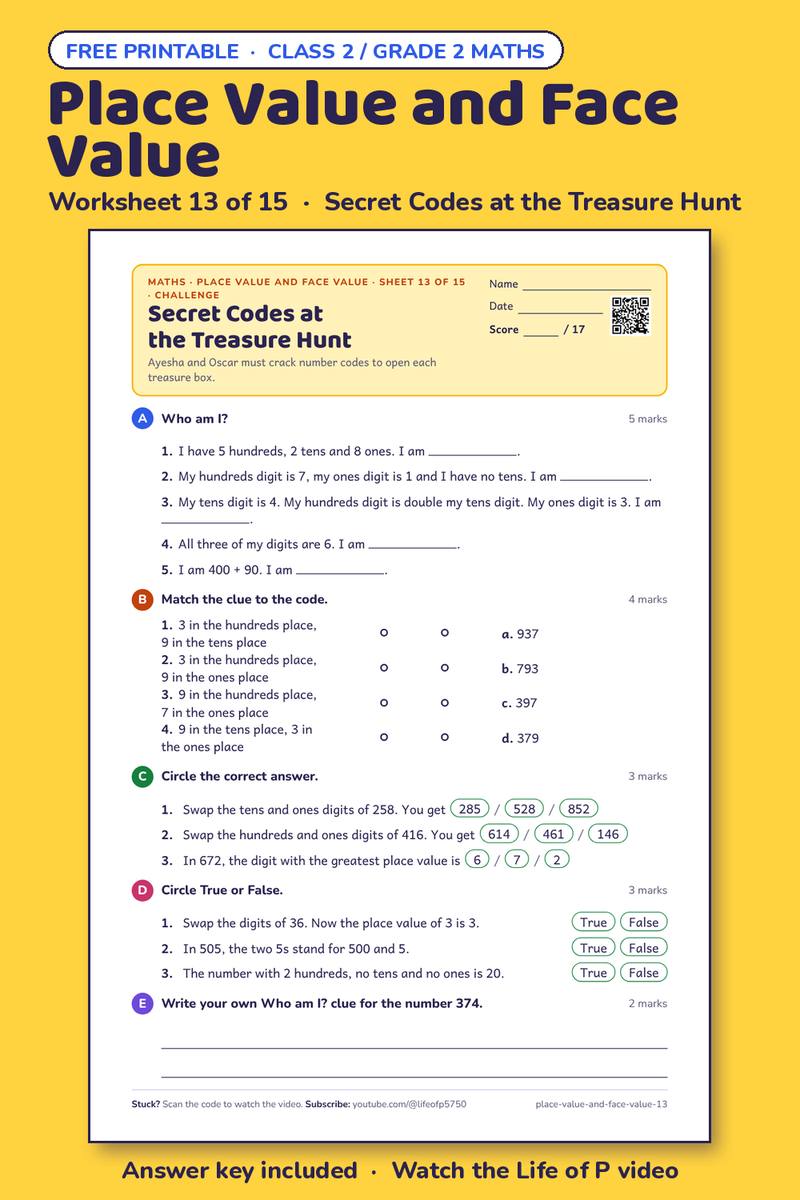 FREE PRINTABLE · CLASS 2 / GRADE 2 MATHS
Place Value and Face
Value
Worksheet 13 of 15 · Secret Codes at the Treasure Hunt
MATHS · PLACE VALUE AND FACE VALUE · SHEET 13 OF 15
· CHALLENGE
Secret Codes at
the Treasure Hunt
Ayesha and Oscar must crack number codes to open each
treasure box.
Name ____________
Date ____________
Score ______ / 17
A Who am I? 5 marks
1. I have 5 hundreds, 2 tens and 8 ones. I am ____________.
2. My hundreds digit is 7, my ones digit is 1 and I have no tens. I am ____________.
3. My tens digit is 4. My hundreds digit is double my tens digit. My ones digit is 3. I am
____________.
4. All three of my digits are 6. I am ____________.
5. I am 400 + 90. I am ____________.
B Match the clue to the code. 4 marks
1. 3 in the hundreds place,
9 in the tens place
a. 937
2. 3 in the hundreds place,
9 in the ones place
b. 793
3. 9 in the hundreds place,
7 in the ones place
c. 397
4. 9 in the tens place, 3 in
the ones place
d. 379
C Circle the correct answer. 3 marks
1. Swap the tens and ones digits of 258. You get 285 / 528 / 852
2. Swap the hundreds and ones digits of 416. You get 614 / 461 / 146
3. In 672, the digit with the greatest place value is 6 / 7 / 2
D Circle True or False. 3 marks
1. Swap the digits of 36. Now the place value of 3 is 3. True False
2. In 505, the two 5s stand for 500 and 5. True False
3. The number with 2 hundreds, no tens and no ones is 20. True False
E Write your own Who am I? clue for the number 374. 2 marks
Stuck? Scan the code to watch the video. Subscribe: youtube.com/@lifeofp5750 place-value-and-face-value-13
Answer key included · Watch the Life of P video